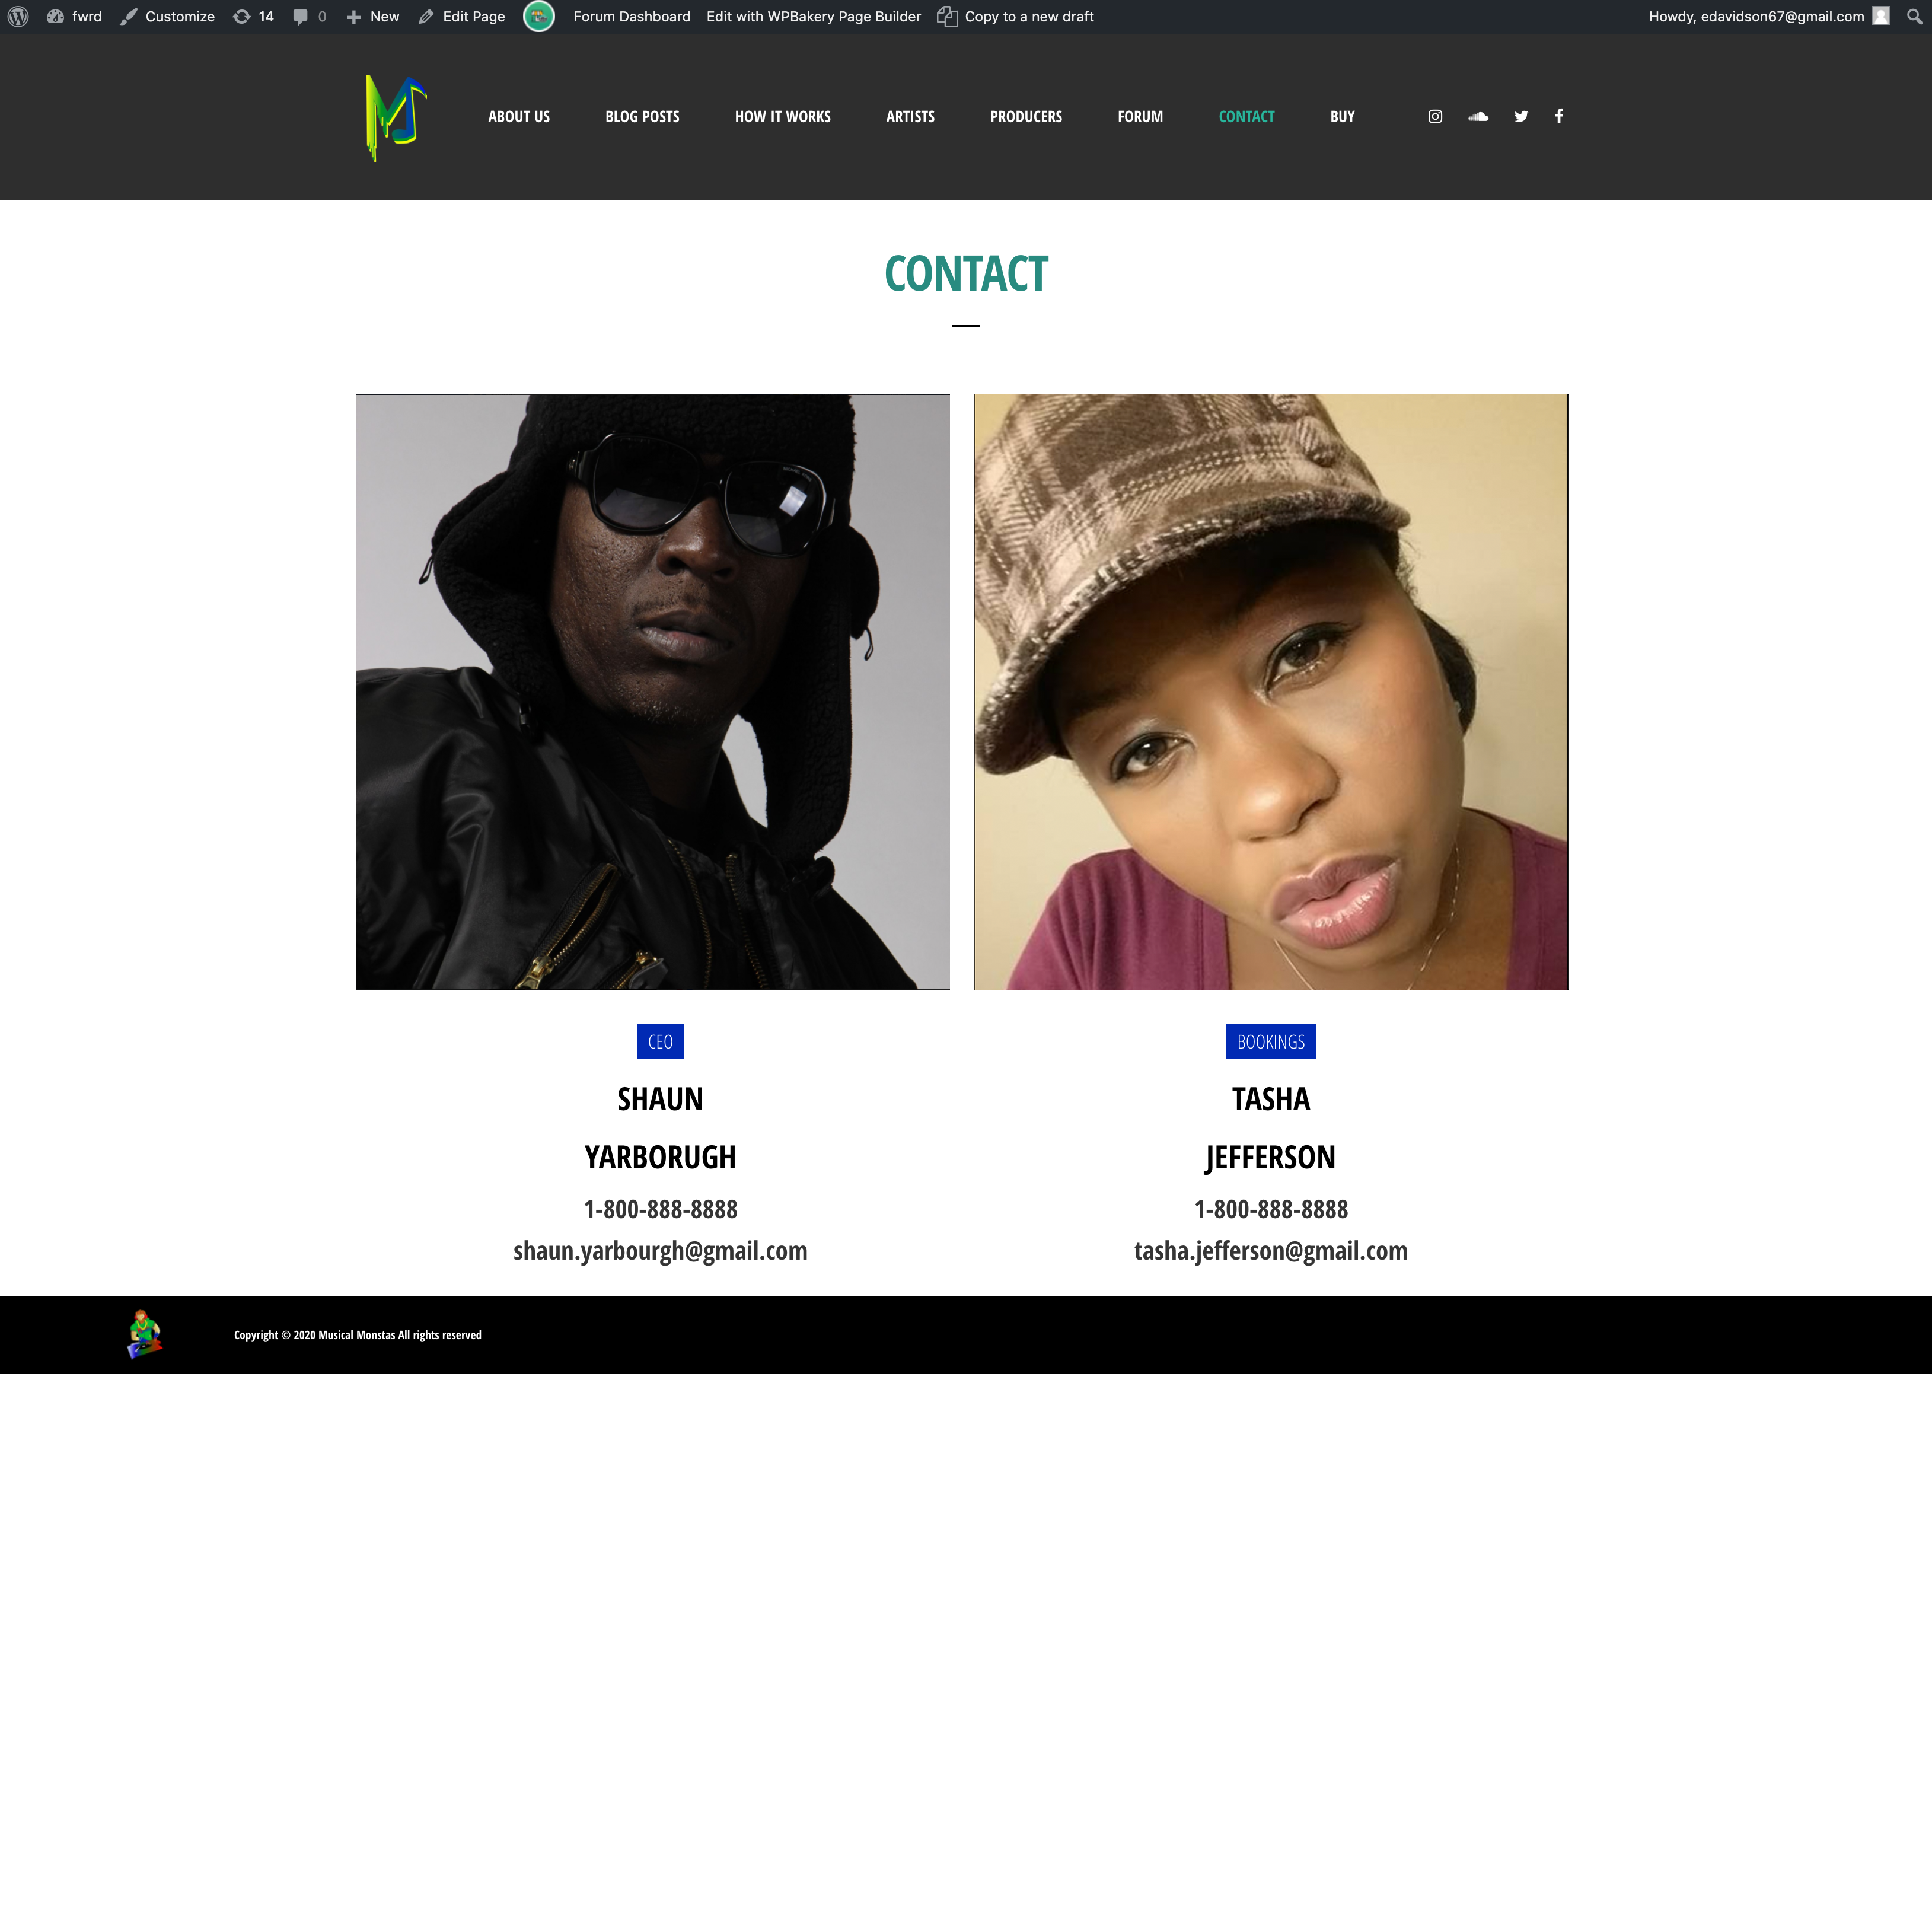 fwrd Customize 14 0 New Edit Page Forum Dashboard Edit with WPBakery Page Builder Copy to a new draft Howdy, edavidson67@gmail.com
ABOUT US BLOG POSTS HOW IT WORKS ARTISTS PRODUCERS FORUM CONTACT BUY
CONTACT
CEO
SHAUN
YARBORUGH
1-800-888-8888
shaun.yarbourgh@gmail.com
BOOKINGS
TASHA
JEFFERSON
1-800-888-8888
tasha.jefferson@gmail.com
Copyright © 2020 Musical Monstas All rights reserved